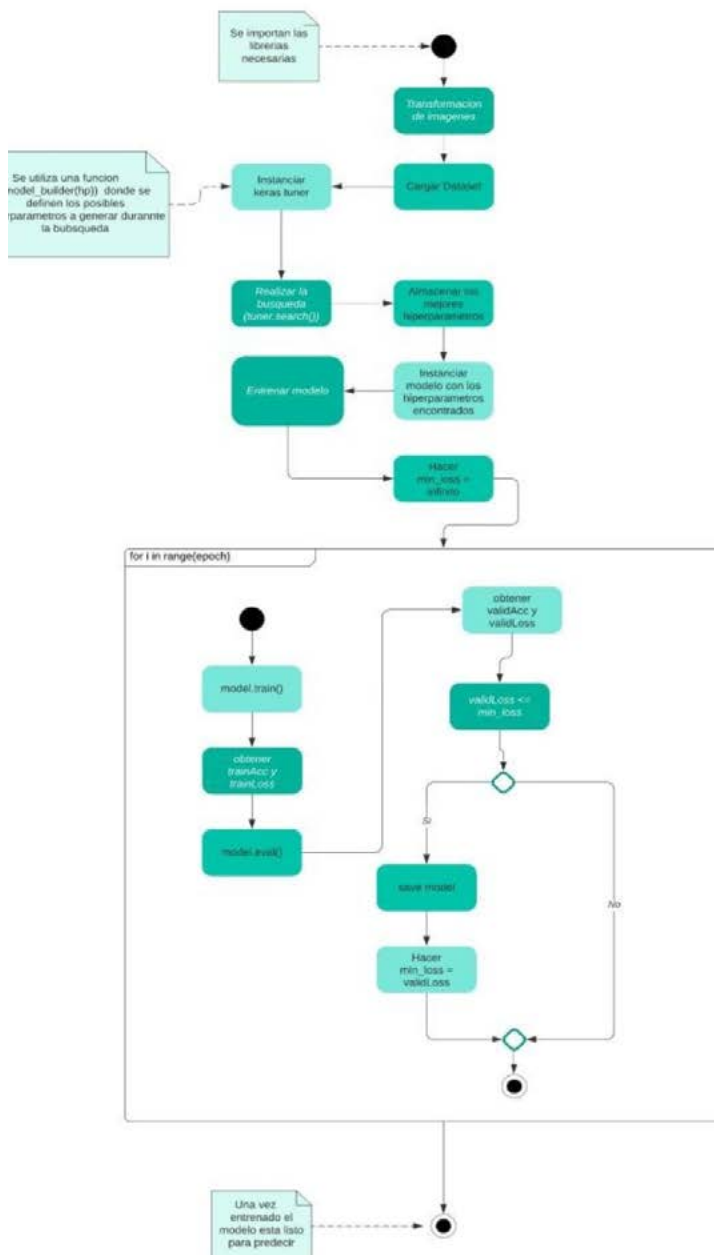 Se importan las
librerias
necesarias
Transformacion
de imagenes
Cargar Dataset
Instanciar
keras tuner
Se utiliza una funcion
model_builder(hp)) donde se
definen los posibles
rparametros a generar durannte
la bubsqueda
Realizar la
busqueda
(tuner.search())
Almacenar los
mejores
hiperparametros
Instanciar
modelo con los
hiperparametros
encontrados
Entrenar modelo
Hacer
min_loss =
infinito
for i in range(epoch)
model.train()
obtener
trainAcc y
trainLoss
model.eval()
obtener
validAcc y
validLoss
validLoss <=
min_loss
Si
No
save model
Hacer
min_loss =
validLoss
Una vez
entrenado el
modelo esta listo
para predecir